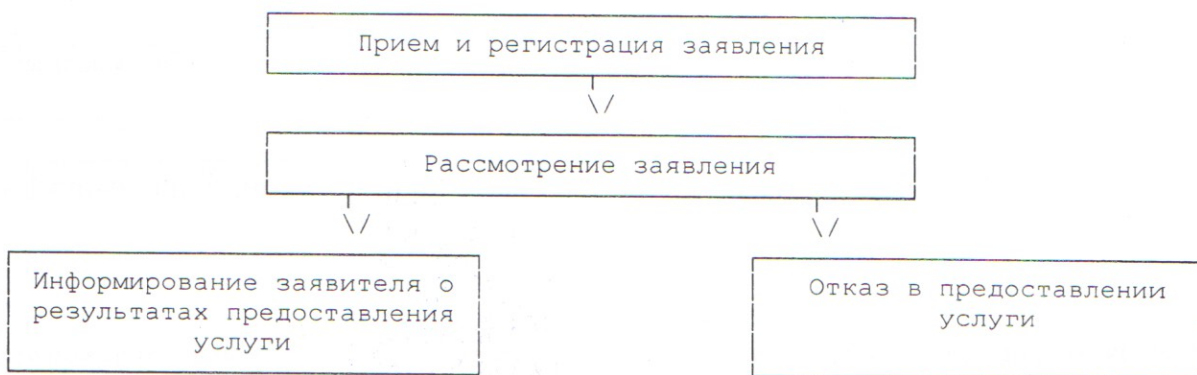 Прием и регистрация заявления
Рассмотрение заявления
Информирование заявителя о
результатах предоставления
услуги
Отказ в предоставлении
услуги